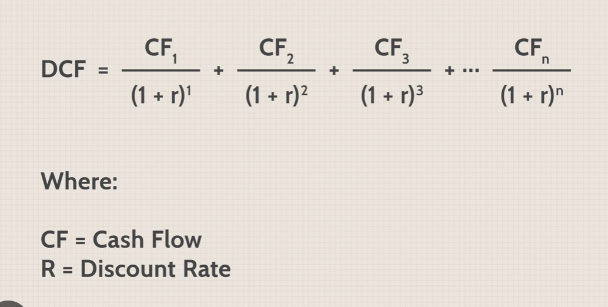 DCF = CF₁/(1 + r)¹ + CF₂/(1 + r)² + CF₃/(1 + r)³ + ... CFₙ/(1 + r)ⁿ
Where:
CF = Cash Flow
R = Discount Rate